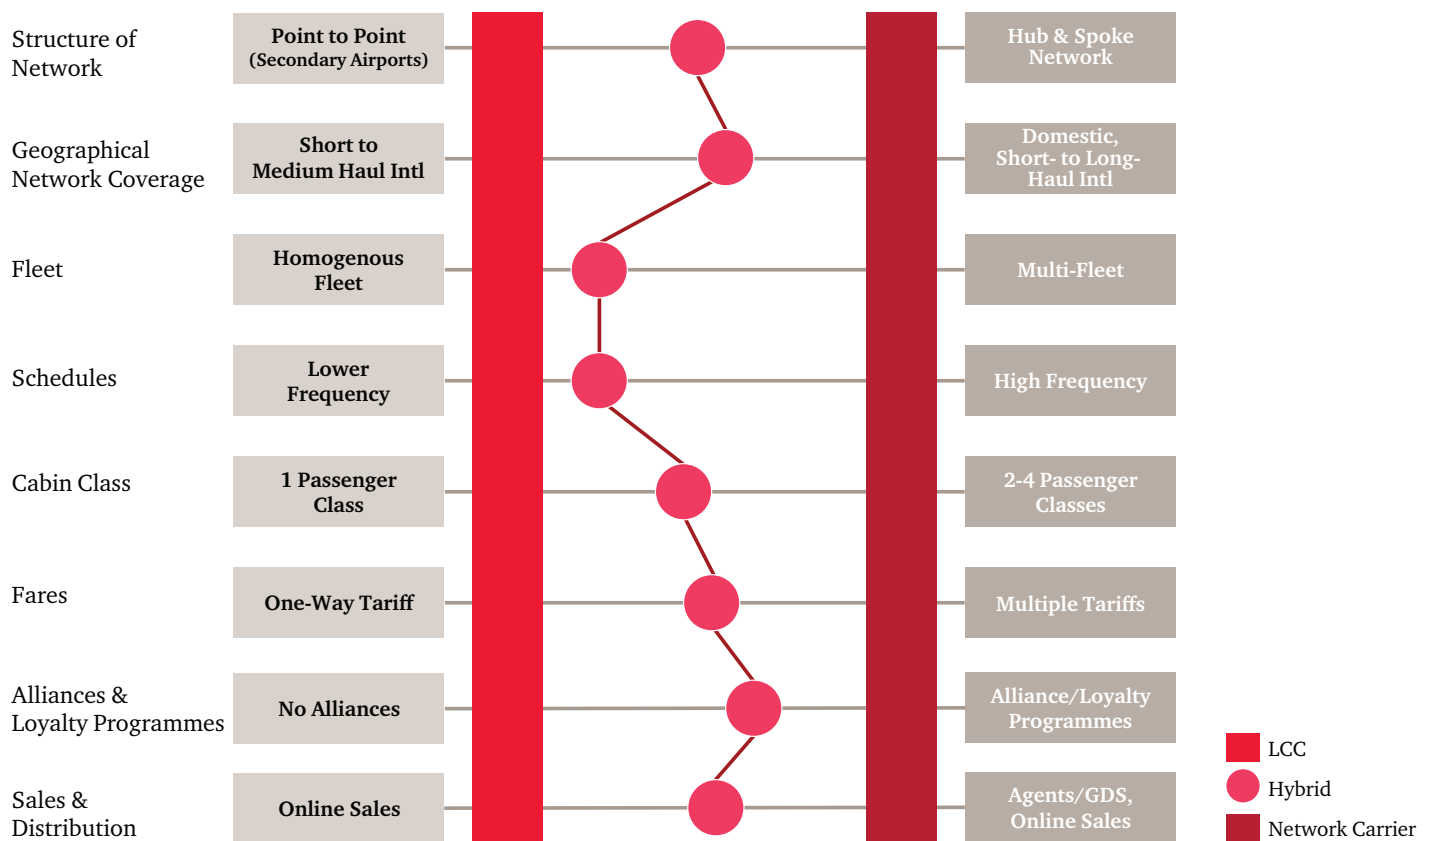 Structure of
Network
Point to Point
(Secondary Airports)
Hub & Spoke
Network
Geographical
Network Coverage
Short to
Medium Haul Intl
Domestic,
Short- to Long-
Haul Intl
Fleet
Homogenous
Fleet
Multi-Fleet
Schedules
Lower
Frequency
High Frequency
Cabin Class
1 Passenger
Class
2-4 Passenger
Classes
Fares
One-Way Tariff
Multiple Tariffs
Alliances &
Loyalty Programmes
No Alliances
Alliance/Loyalty
Programmes
Sales &
Distribution
Online Sales
Agents/GDS,
Online Sales
LCC
Hybrid
Network Carrier